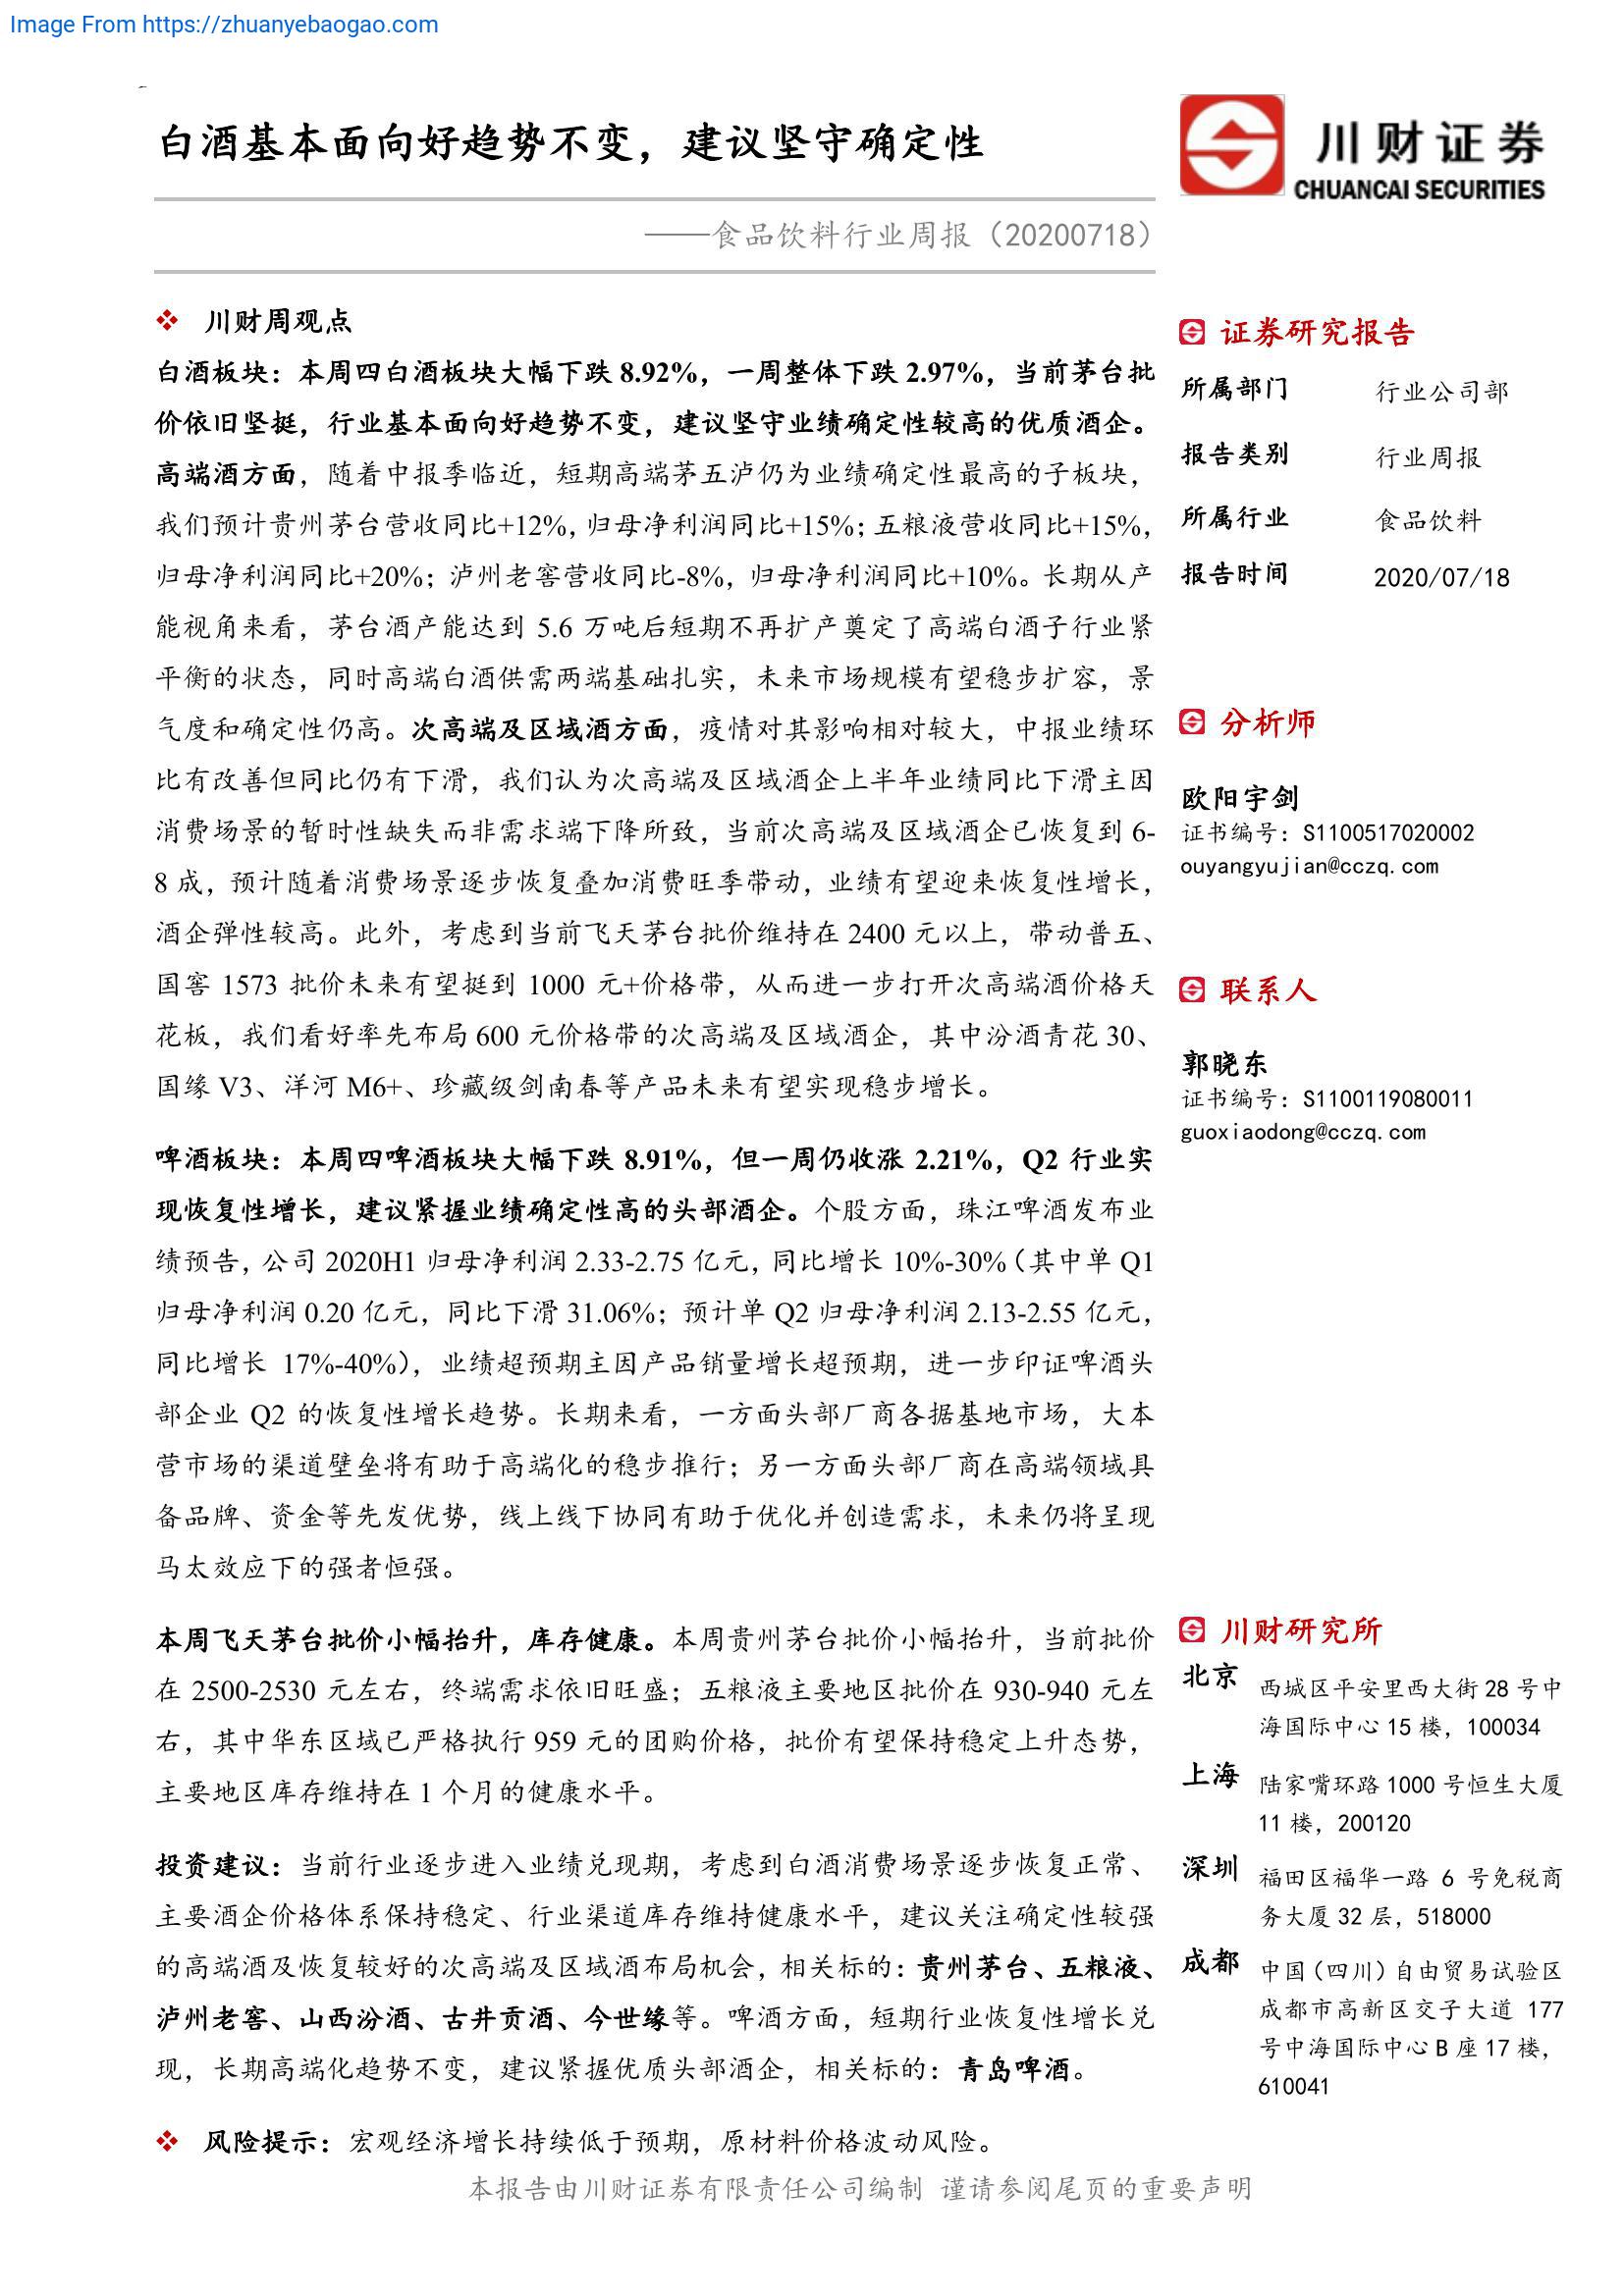 Image From https://zhuanyebaogao.com
白酒基本面向好趋势不变，建议坚守确定性
川财证券
CHUANCAI SECURITIES
——食品饮料行业周报（20200718）
川财周观点
白酒板块：本周四白酒板块大幅下跌 8.92%，一周整体下跌 2.97%，当前茅台批
价依旧坚挺，行业基本面向好趋势不变，建议坚守业绩确定性较高的优质酒企。
高端酒方面，随着中报季临近，短期高端茅五泸仍为业绩确定性最高的子板块，
我们预计贵州茅台营收同比+12%，归母净利润同比+15%；五粮液营收同比+15%，
归母净利润同比+20%；泸州老窖营收同比-8%，归母净利润同比+10%。长期从产
能视角来看，茅台酒产能达到 5.6 万吨后短期不再扩产奠定了高端白酒子行业紧
平衡的状态，同时高端白酒供需两端基础扎实，未来市场规模有望稳步扩容，景
气度和确定性仍高。次高端及区域酒方面，疫情对其影响相对较大，中报业绩环
比有改善但同比仍有下滑，我们认为次高端及区域酒企上半年业绩同比下滑主因
消费场景的暂时性缺失而非需求端下降所致，当前次高端及区域酒企已恢复到 6-
8 成，预计随着消费场景逐步恢复叠加消费旺季带动，业绩有望迎来恢复性增长，
酒企弹性较高。此外，考虑到当前飞天茅台批价维持在 2400 元以上，带动普五、
国窖 1573 批价未来有望挺到 1000 元+价格带，从而进一步打开次高端酒价格天
花板，我们看好率先布局 600 元价格带的次高端及区域酒企，其中汾酒青花 30、
国缘 V3、洋河 M6+、珍藏级剑南春等产品未来有望实现稳步增长。
啤酒板块：本周四啤酒板块大幅下跌 8.91%，但一周仍收涨 2.21%，Q2 行业实
现恢复性增长，建议紧握业绩确定性高的头部酒企。个股方面，珠江啤酒发布业
绩预告，公司 2020H1 归母净利润 2.33-2.75 亿元，同比增长 10%-30%（其中单 Q1
归母净利润 0.20 亿元，同比下滑 31.06%；预计单 Q2 归母净利润 2.13-2.55 亿元，
同比增长 17%-40%），业绩超预期主因产品销量增长超预期，进一步印证啤酒头
部企业 Q2 的恢复性增长趋势。长期来看，一方面头部厂商各据基地市场，大本
营市场的渠道壁垒将有助于高端化的稳步推行；另一方面头部厂商在高端领域具
备品牌、资金等先发优势，线上线下协同有助于优化并创造需求，未来仍将呈现
马太效应下的强者恒强。
本周飞天茅台批价小幅抬升，库存健康。本周贵州茅台批价小幅抬升，当前批价
在 2500-2530 元左右，终端需求依旧旺盛；五粮液主要地区批价在 930-940 元左
右，其中华东区域已严格执行 959 元的团购价格，批价有望保持稳定上升态势，
主要地区库存维持在 1 个月的健康水平。
投资建议：当前行业逐步进入业绩兑现期，考虑到白酒消费场景逐步恢复正常、
主要酒企价格体系保持稳定、行业渠道库存维持健康水平，建议关注确定性较强
的高端酒及恢复较好的次高端及区域酒布局机会，相关标的：贵州茅台、五粮液、
泸州老窖、山西汾酒、古井贡酒、今世缘等。啤酒方面，短期行业恢复性增长兑
现，长期高端化趋势不变，建议紧握优质头部酒企，相关标的：青岛啤酒。
风险提示：宏观经济增长持续低于预期，原材料价格波动风险。
证券研究报告
所属部门 行业公司部
报告类别 行业周报
所属行业 食品饮料
报告时间 2020/07/18
分析师
欧阳宇剑
证书编号：S1100517020002
ouyangyujian@cczq.com
联系人
郭晓东
证书编号：S1100119080011
guoxiaodong@cczq.com
川财研究所
北京 西城区平安里西大街 28 号中
海国际中心 15 楼，100034
上海 陆家嘴环路 1000 号恒生大厦
11 楼，200120
深圳 福田区福华一路 6 号免税商
务大厦 32 层，518000
成都 中国（四川）自由贸易试验区
成都市高新区交子大道 177
号中海国际中心 B 座 17 楼，
610041
本报告由川财证券有限责任公司编制 谨请参阅尾页的重要声明